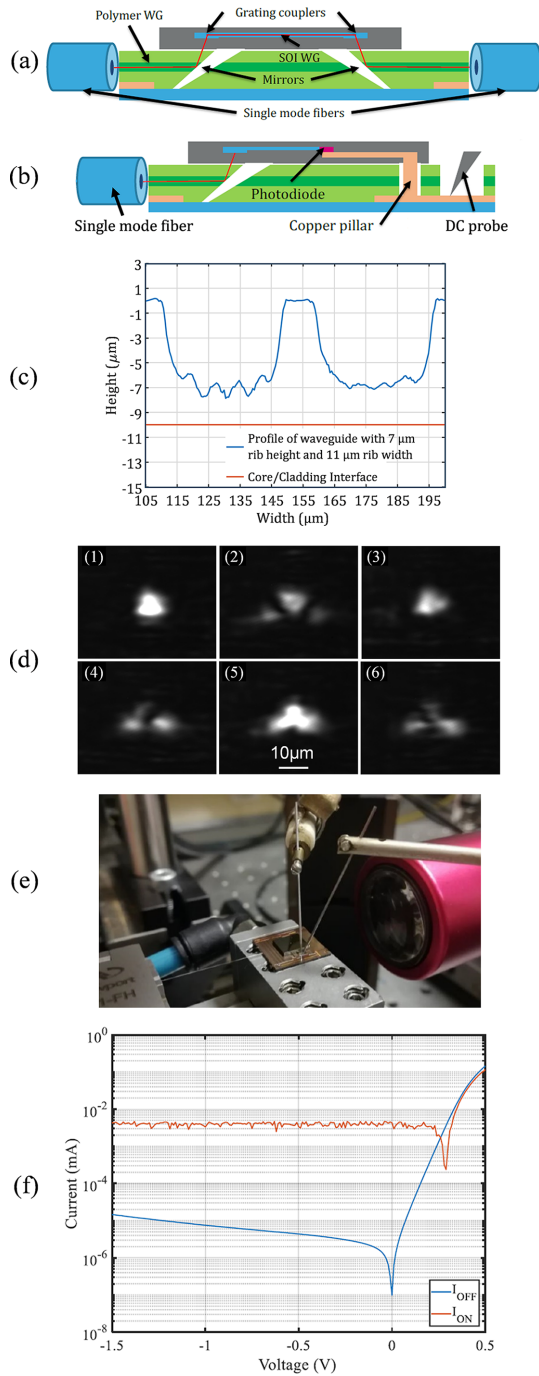 Grating couplers
Polymer WG
(a)
SOI WG
Mirrors
Single mode fibers
(b)
Photodiode
Single mode fiber
Copper pillar
DC probe
(c)
Height (μm)
3
1
-1
-3
-5
-7
-9
-11
-13
-15
Profile of waveguide with 7 μm
rib height and 11 μm rib width
Core/Cladding Interface
105 115 125 135 145 155 165 175 185 195
Width (μm)
(d)
(1) (2) (3)
(4) (5) (6)
10μm
(e)
(f)
Current (mA)
10⁰
10⁻²
10⁻⁴
10⁻⁶
10⁻⁸
I_OFF
I_ON
-1.5 -1 -0.5 0 0.5
Voltage (V)